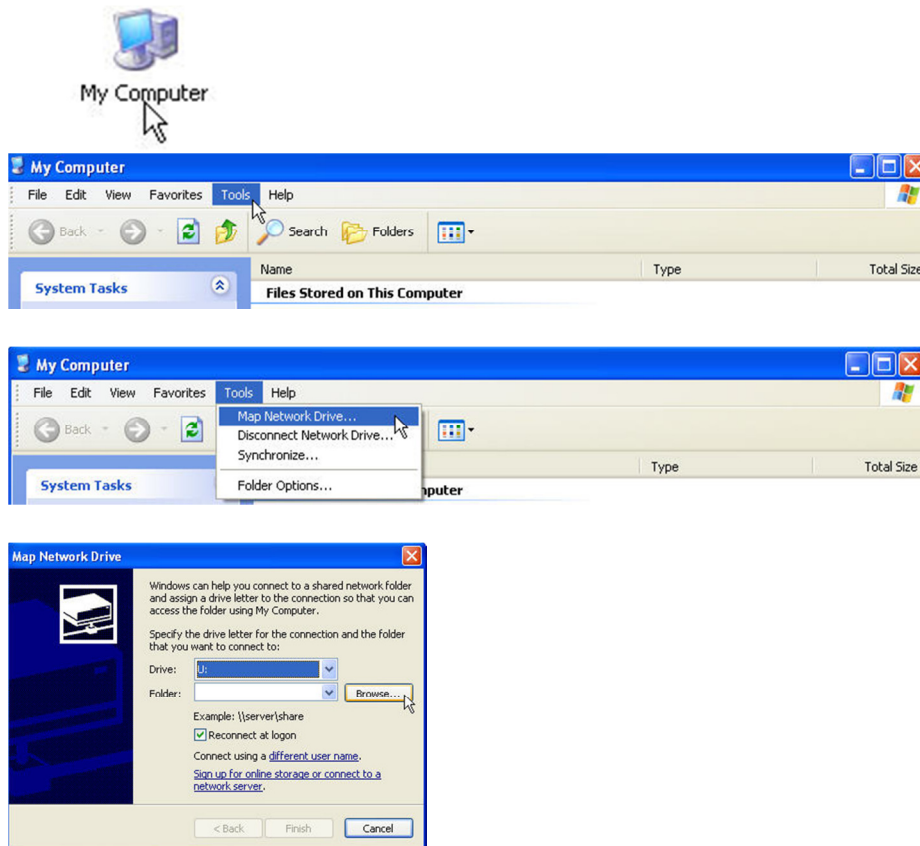 My Computer
My Computer
File Edit View Favorites Tools Help
Back Search Folders
Name Type Total Size
System Tasks
Files Stored on This Computer
My Computer
File Edit View Favorites Tools Help
Map Network Drive...
Back
Disconnect Network Drive...
Synchronize...
Type Total Size
System Tasks
Folder Options...
mputer
Map Network Drive
Windows can help you connect to a shared network folder
and assign a drive letter to the connection so that you can
access the folder using My Computer.
Specify the drive letter for the connection and the folder
that you want to connect to:
Drive: U:
Folder: Browse...
Example: \\server\share
Reconnect at logon
Connect using a different user name.
Sign up for online storage or connect to a
network server.
< Back Finish Cancel